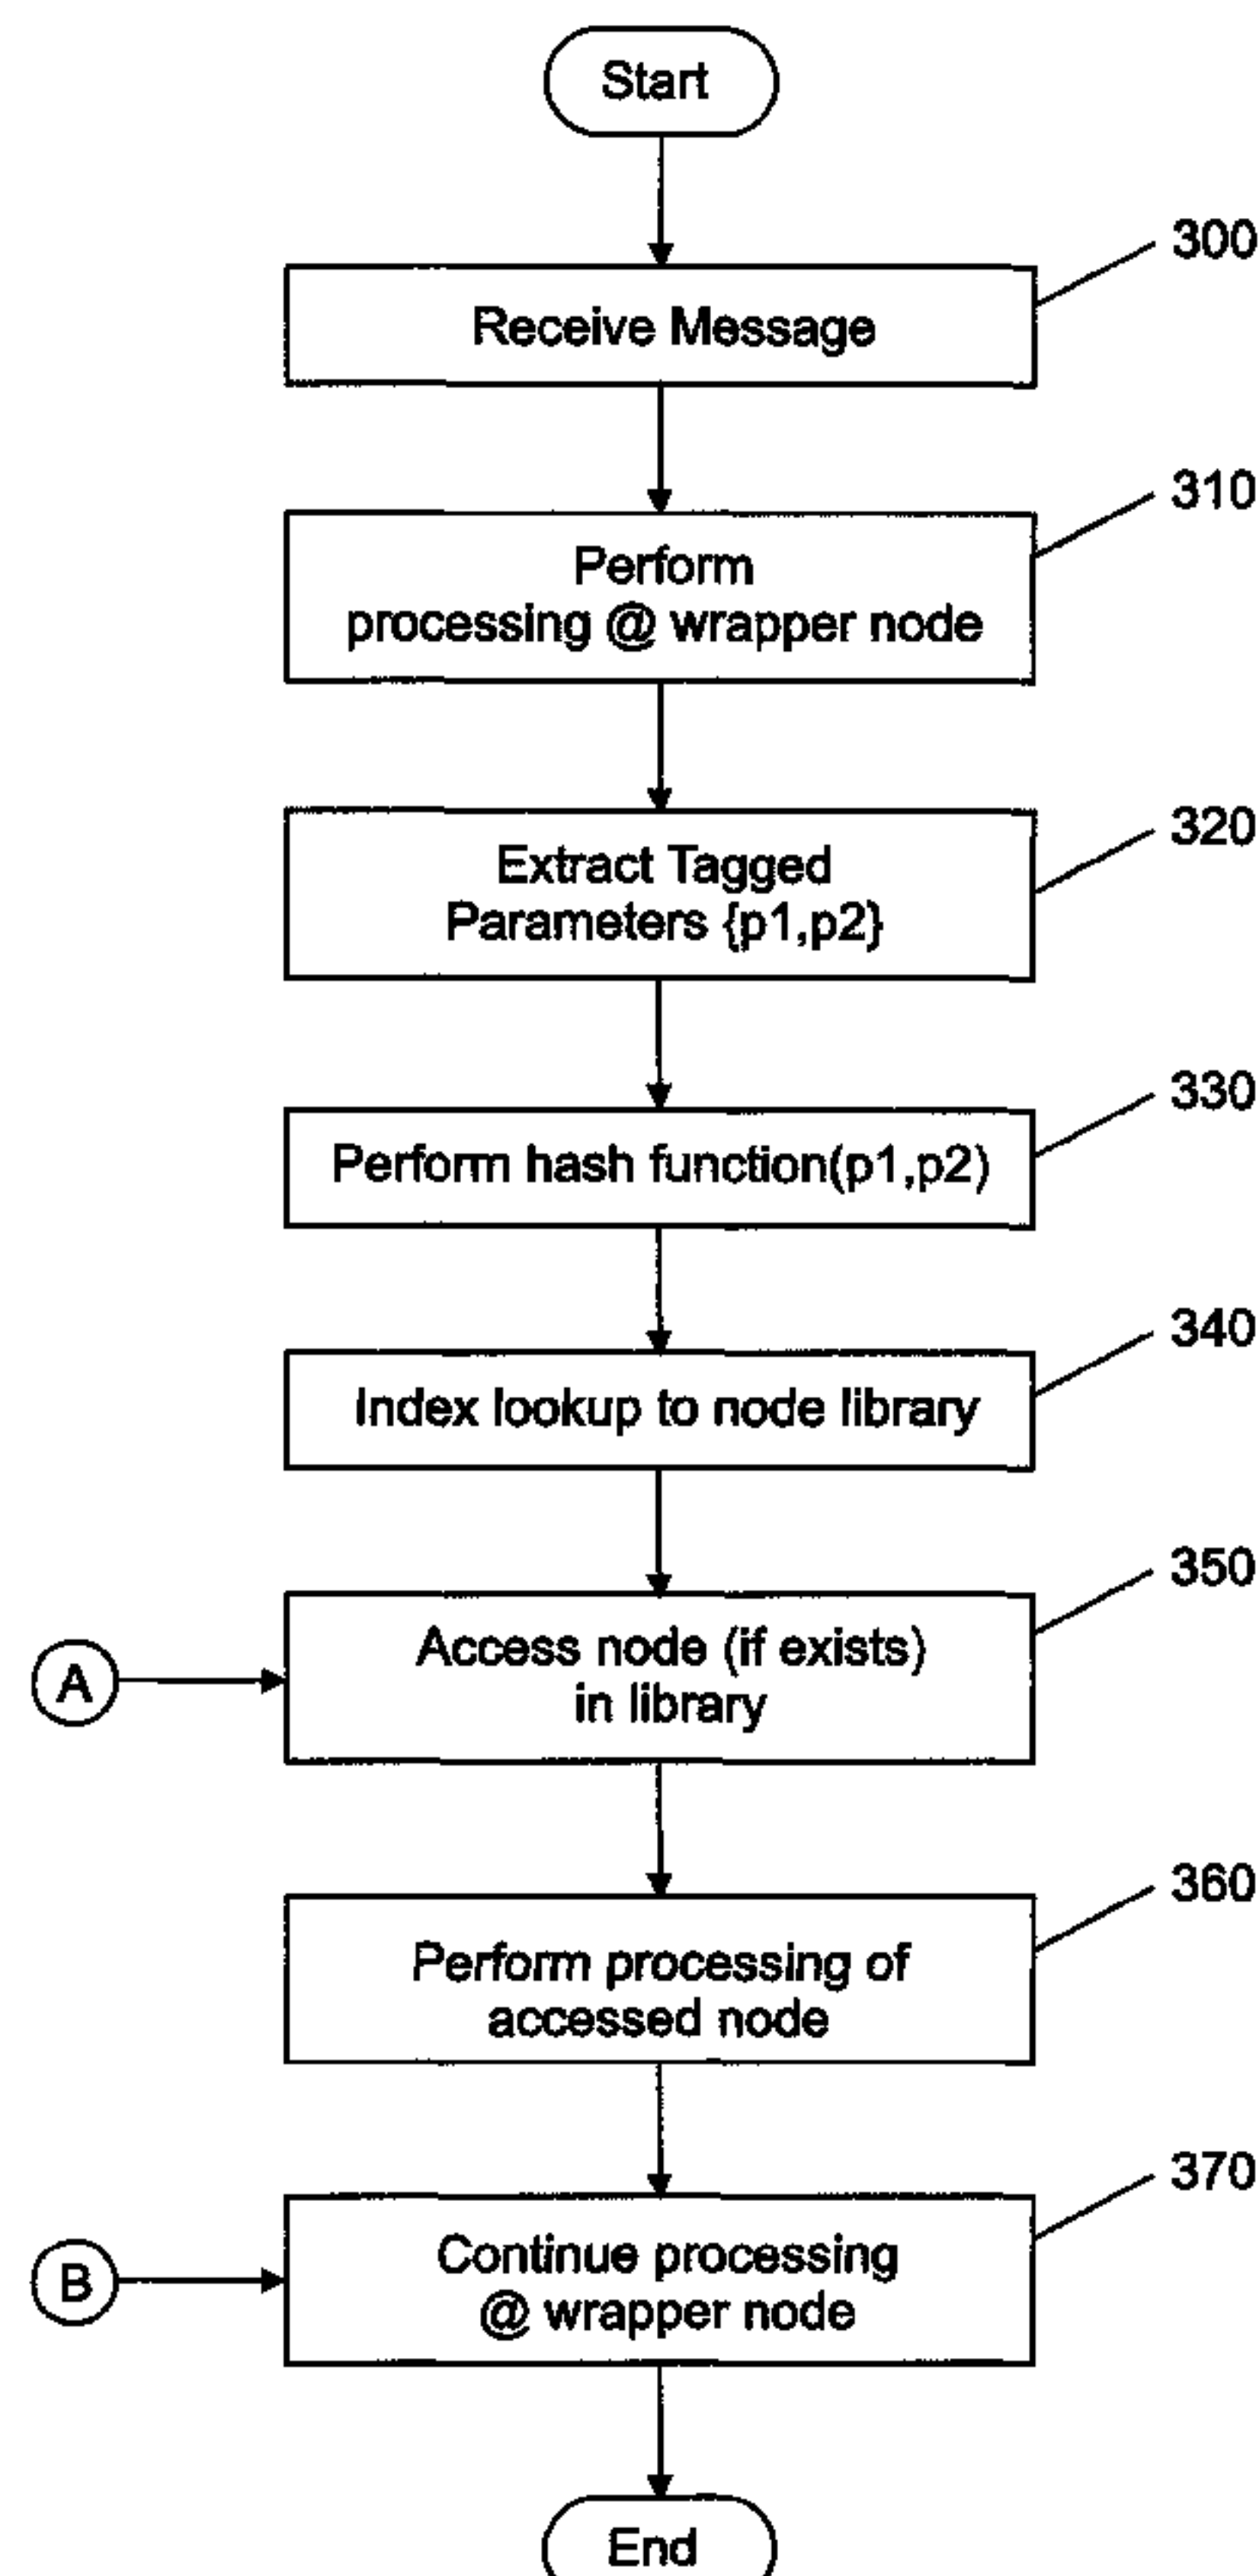 Start
300
Receive Message
310
Perform
processing @ wrapper node
320
Extract Tagged
Parameters {p1,p2}
330
Perform hash function(p1,p2)
340
Index lookup to node library
350
Access node (if exists)
in library
A
360
Perform processing of
accessed node
370
Continue processing
@ wrapper node
B
End